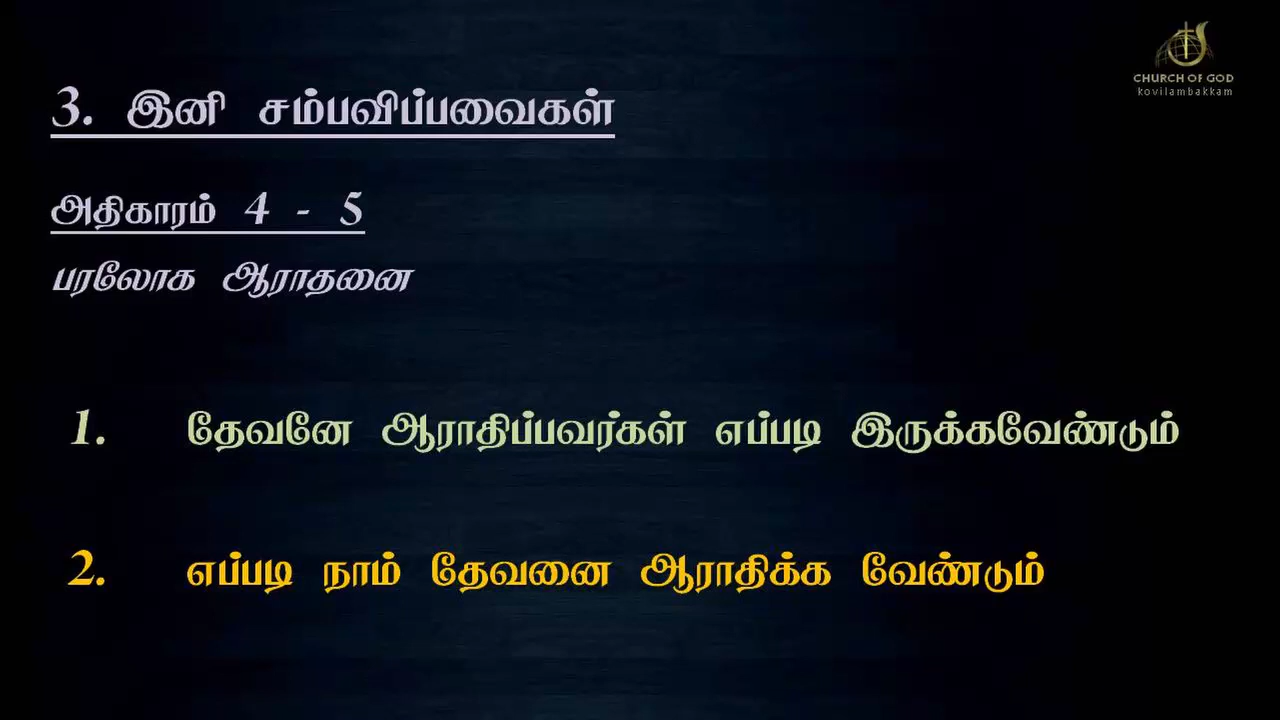 CHURCH OF GOD
kovilambakkam
3. இனி சம்பவிப்பவைகள்
அதிகாரம் 4 - 5
பரலோக ஆராதனை
1. தேவனே ஆராதிப்பவர்கள் எப்படி இருக்கவேண்டும்
2. எப்படி நாம் தேவனை ஆராதிக்க வேண்டும்